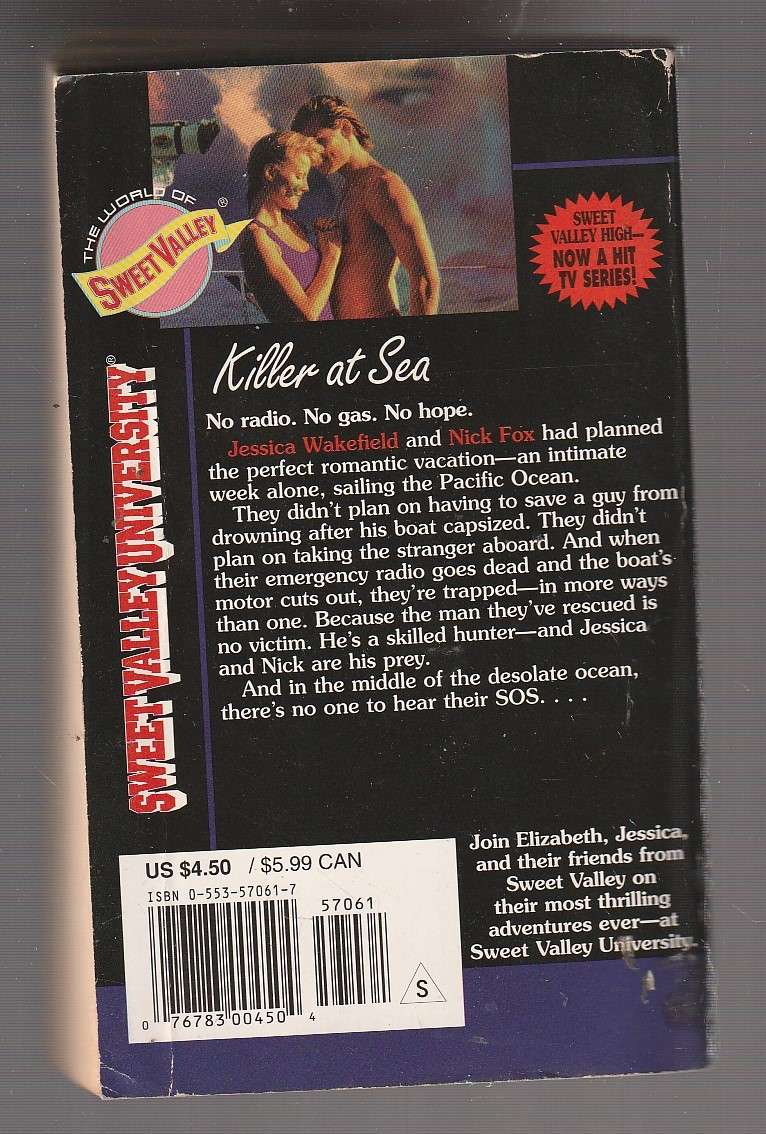 THE WORLD OF
SWEET VALLEY®
SWEET
VALLEY HIGH—
NOW A HIT
TV SERIES!
SWEET VALLEY UNIVERSITY®
Killer at Sea
No radio. No gas. No hope.
Jessica Wakefield and Nick Fox had planned
the perfect romantic vacation—an intimate
week alone, sailing the Pacific Ocean.
They didn't plan on having to save a guy from
drowning after his boat capsized. They didn't
plan on taking the stranger aboard. And when
their emergency radio goes dead and the boat's
motor cuts out, they're trapped—in more ways
than one. Because the man they've rescued is
no victim. He's a skilled hunter—and Jessica
and Nick are his prey.
And in the middle of the desolate ocean,
there's no one to hear their SOS. . . .
Join Elizabeth, Jessica,
and their friends from
Sweet Valley on
their most thrilling
adventures ever—at
Sweet Valley University.
US $4.50 / $5.99 CAN
ISBN 0-553-57061-7
57061
0 76783 00450 4
S